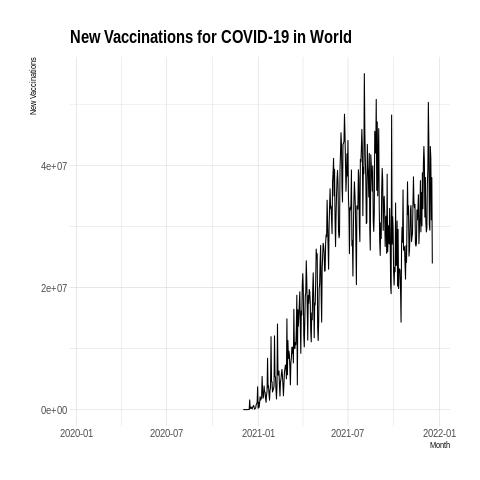 New Vaccinations for COVID-19 in World
New Vaccinations
4e+07
2e+07
0e+00
2020-01 2020-07 2021-01 2021-07 2022-01
Month